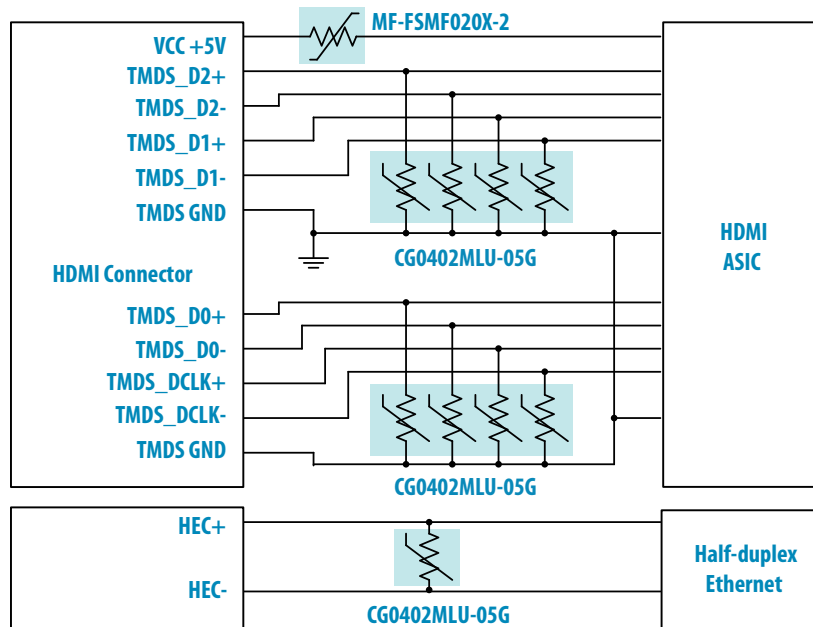 MF-FSMF020X-2
VCC +5V
TMDS_D2+
TMDS_D2-
TMDS_D1+
TMDS_D1-
TMDS GND
CG0402MLU-05G
HDMI
ASIC
HDMI Connector
TMDS_D0+
TMDS_D0-
TMDS_DCLK+
TMDS_DCLK-
TMDS GND
CG0402MLU-05G
HEC+
HEC-
Half-duplex
Ethernet
CG0402MLU-05G